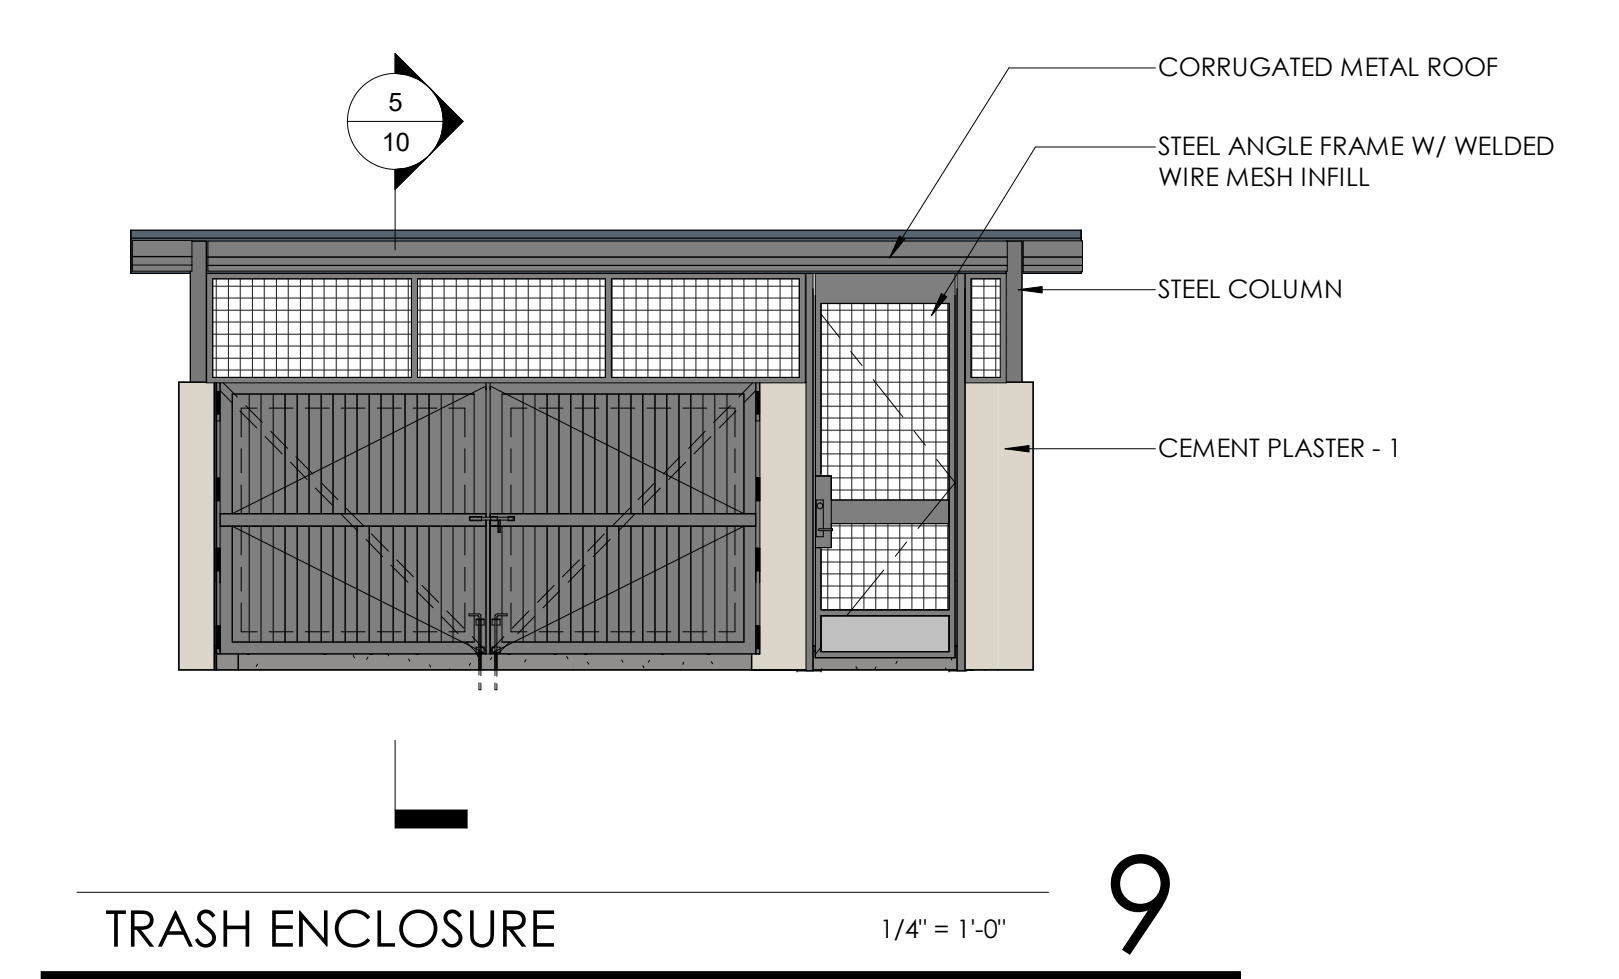 5
10
CORRUGATED METAL ROOF
STEEL ANGLE FRAME W/ WELDED
WIRE MESH INFILL
STEEL COLUMN
CEMENT PLASTER - 1
TRASH ENCLOSURE
1/4" = 1'-0"
9